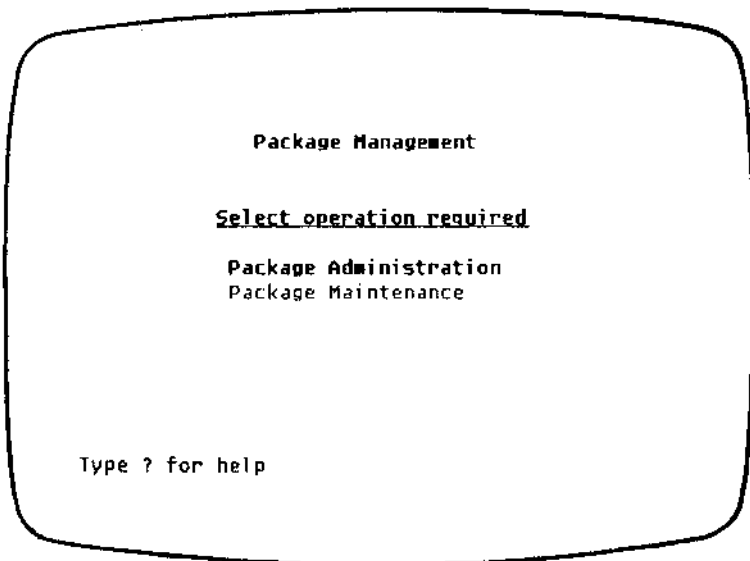 Package Management
Select operation required
Package Administration
Package Maintenance
Type ? for help